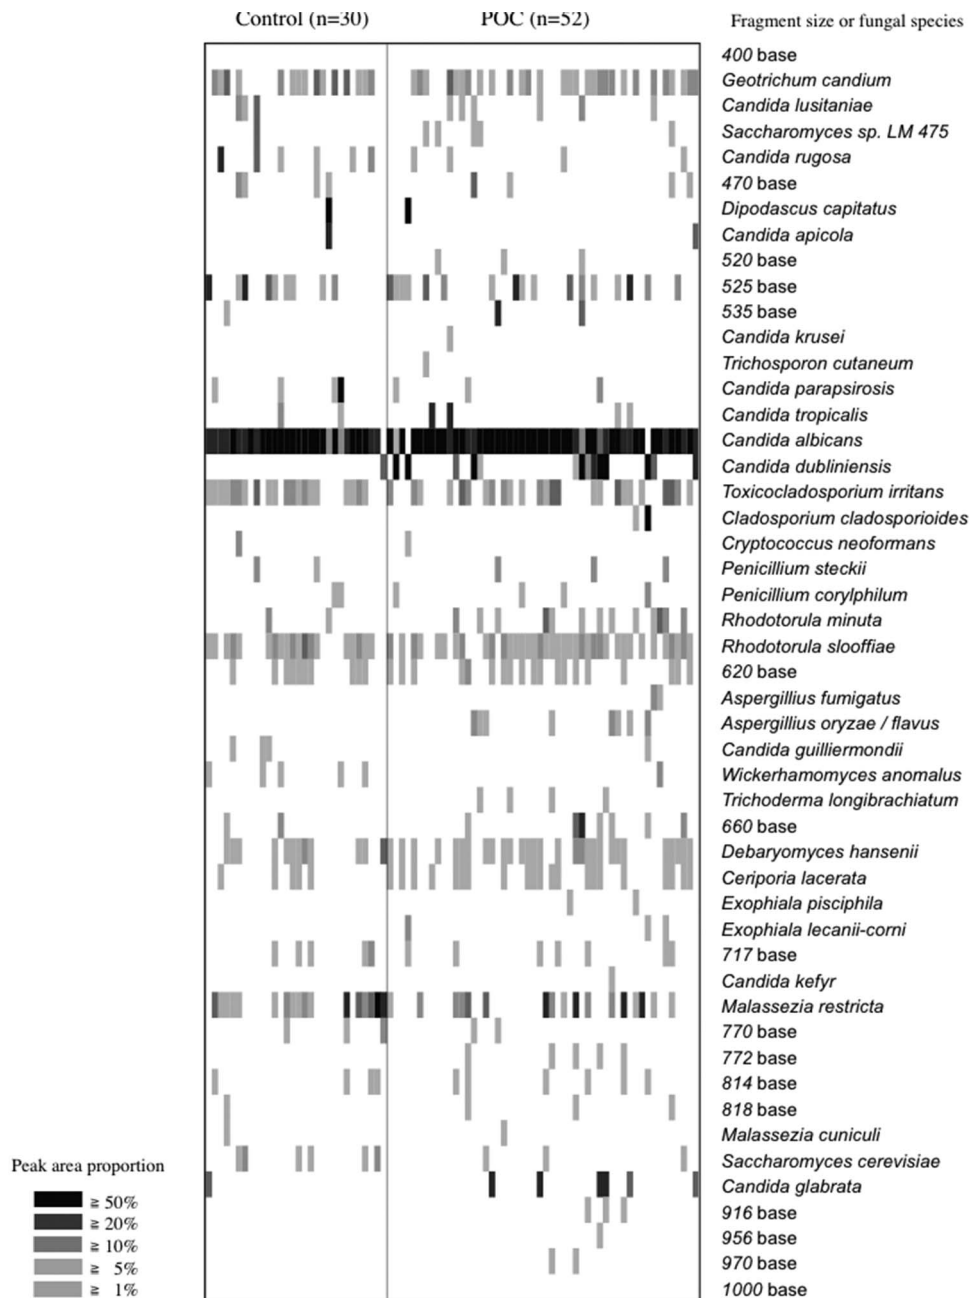 Control (n=30) POC (n=52) Fragment size or fungal species
400 base
Geotrichum candium
Candida lusitaniae
Saccharomyces sp. LM 475
Candida rugosa
470 base
Dipodascus capitatus
Candida apicola
520 base
525 base
535 base
Candida krusei
Trichosporon cutaneum
Candida parapsirosis
Candida tropicalis
Candida albicans
Candida dubliniensis
Toxicocladosporium irritans
Cladosporium cladosporioides
Cryptococcus neoformans
Penicillium steckii
Penicillium corylphilum
Rhodotorula minuta
Rhodotorula slooffiae
620 base
Aspergillius fumigatus
Aspergillius oryzae / flavus
Candida guilliermondii
Wickerhamomyces anomalus
Trichoderma longibrachiatum
660 base
Debaryomyces hansenii
Ceriporia lacerata
Exophiala pisciphila
Exophiala lecanii-corni
717 base
Candida kefyr
Malassezia restricta
770 base
772 base
814 base
818 base
Malassezia cuniculi
Saccharomyces cerevisiae
Candida glabrata
916 base
956 base
970 base
1000 base
Peak area proportion
≧ 50%
≧ 20%
≧ 10%
≧ 5%
≧ 1%